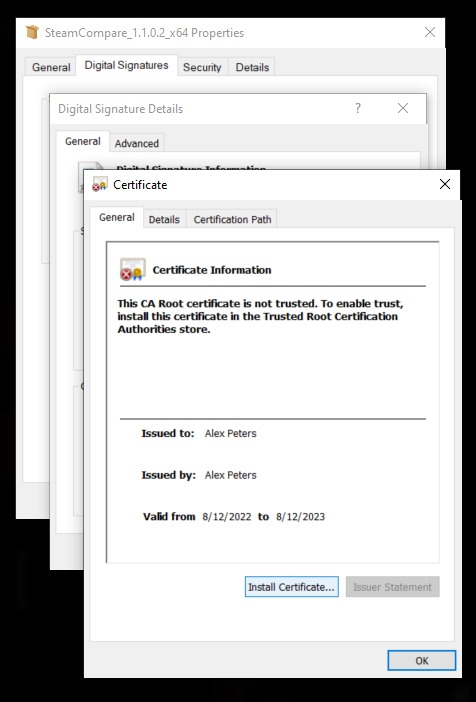 SteamCompare_1.1.0.2_x64 Properties
General Digital Signatures Security Details
Digital Signature Details ?
General Advanced
Digital Signature Information
Certificate
General Details Certification Path
Certificate Information
This CA Root certificate is not trusted. To enable trust,
install this certificate in the Trusted Root Certification
Authorities store.
Issued to: Alex Peters
Issued by: Alex Peters
Valid from 8/12/2022 to 8/12/2023
Install Certificate... Issuer Statement
OK